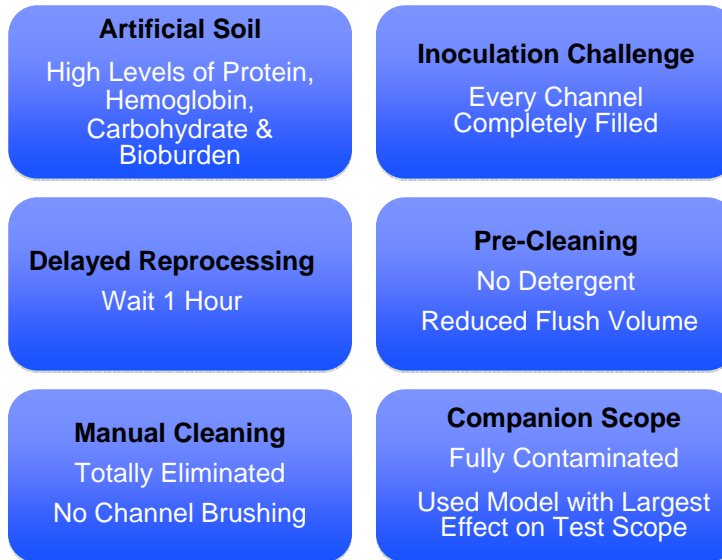 Artificial Soil
High Levels of Protein,
Hemoglobin,
Carbohydrate &
Bioburden
Inoculation Challenge
Every Channel
Completely Filled
Delayed Reprocessing
Wait 1 Hour
Pre-Cleaning
No Detergent
Reduced Flush Volume
Manual Cleaning
Totally Eliminated
No Channel Brushing
Companion Scope
Fully Contaminated
Used Model with Largest
Effect on Test Scope